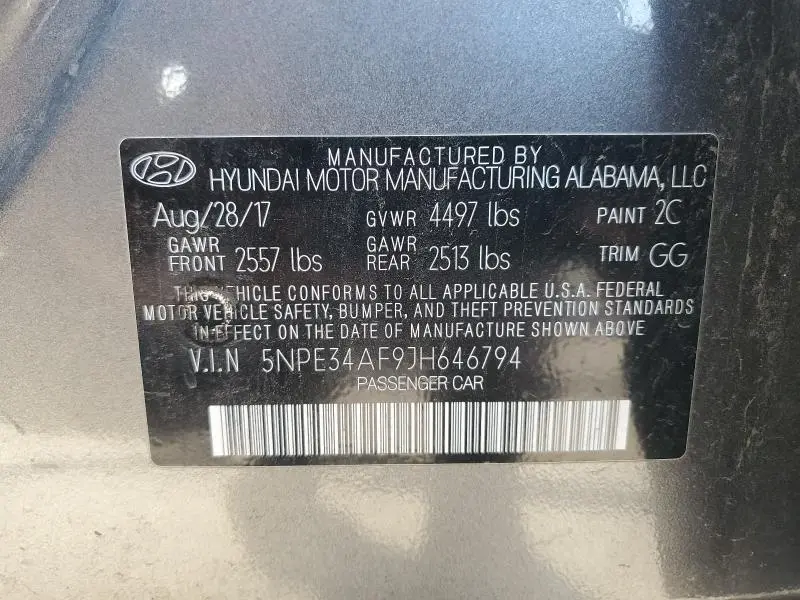 MANUFACTURED BY
HYUNDAI MOTOR MANUFACTURING ALABAMA, LLC
Aug/28/17 GVWR 4497 lbs PAINT 2C
GAWR FRONT 2557 lbs GAWR REAR 2513 lbs TRIM GG
THIS VEHICLE CONFORMS TO ALL APPLICABLE U.S.A. FEDERAL
MOTOR VEHICLE SAFETY, BUMPER, AND THEFT PREVENTION STANDARDS
IN EFFECT ON THE DATE OF MANUFACTURE SHOWN ABOVE
V.I.N 5NPE34AF9JH646794
PASSENGER CAR